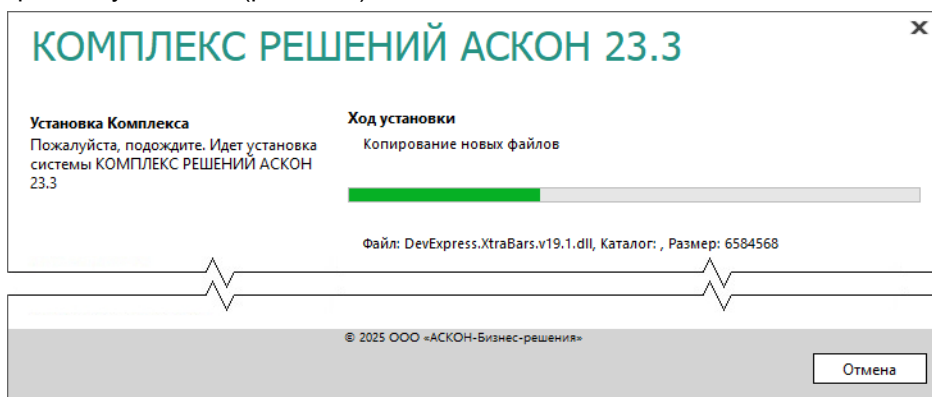 КОМПЛЕКС РЕШЕНИЙ АСКОН 23.3
x
Установка Комплекса
Пожалуйста, подождите. Идет установка
системы КОМПЛЕКС РЕШЕНИЙ АСКОН
23.3
Ход установки
Копирование новых файлов
Файл: DevExpress.XtraBars.v19.1.dll, Каталог: , Размер: 6584568
© 2025 ООО «АСКОН-Бизнес-решения»
Отмена